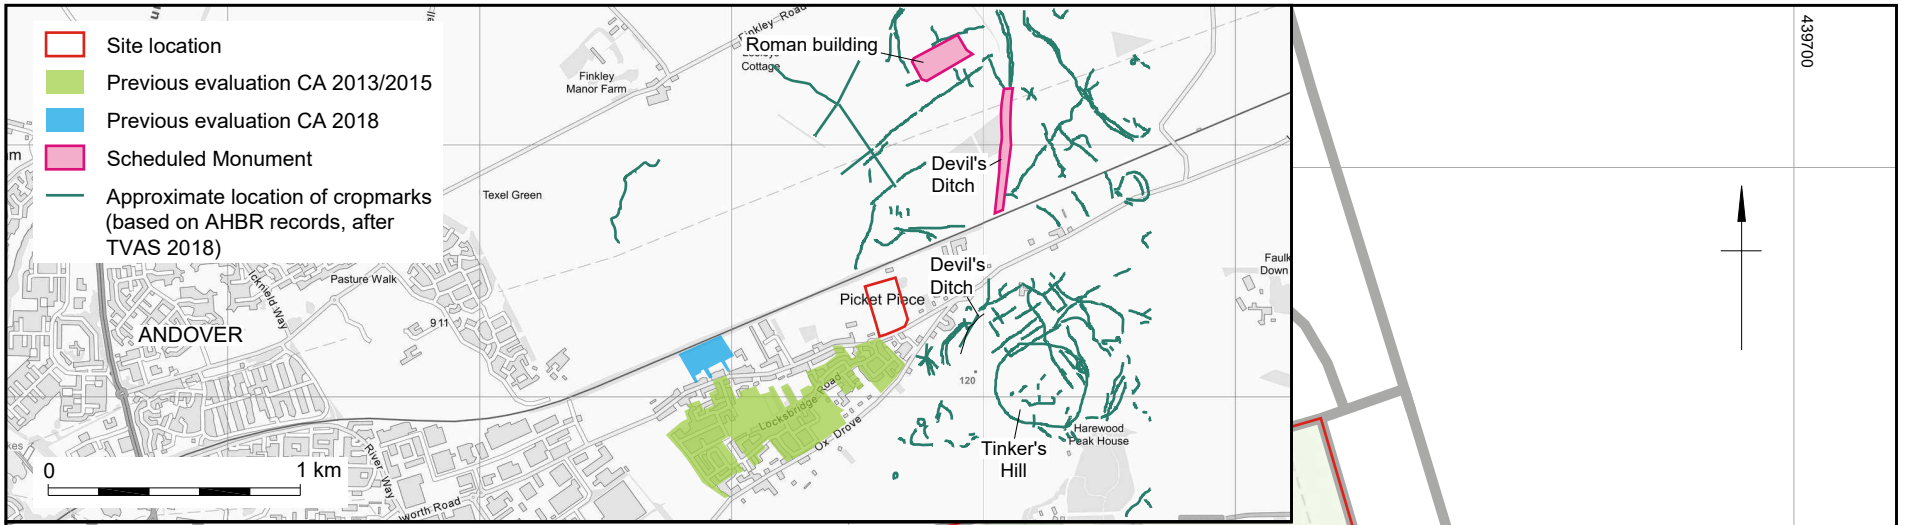 Site location
Previous evaluation CA 2013/2015
Previous evaluation CA 2018
Scheduled Monument
Approximate location of cropmarks
(based on AHBR records, after
TVAS 2018)
Finkley Road
Roman building
Cottage
Finkley
Manor Farm
439700
Texel Green
Devil's
Ditch
Devil's
Ditch
Faulk
Down
Pasture Walk
Icknield Way
Picket Piece
911
ANDOVER
120
Locksbridge Road
Ox Drove
Harewood
Peak House
Tinker's
Hill
River Way
worth Road
kes
m
0 1 km